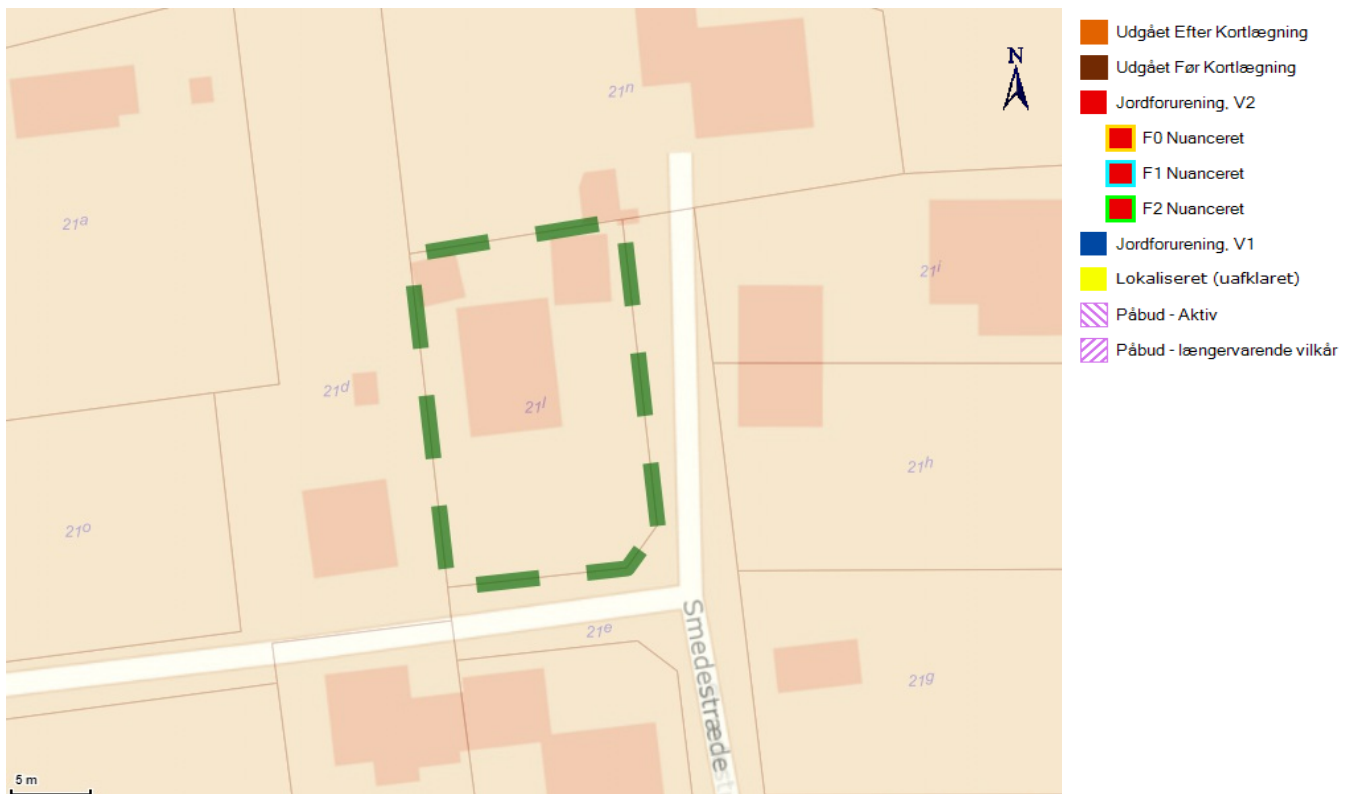 21n
N
21a
21i
21d
21l
21h
21o
21e
21g
Smedestræde
5 m
Udgået Efter Kortlægning
Udgået Før Kortlægning
Jordforurening, V2
F0 Nuanceret
F1 Nuanceret
F2 Nuanceret
Jordforurening, V1
Lokaliseret (uafklaret)
Påbud - Aktiv
Påbud - længervarende vilkår